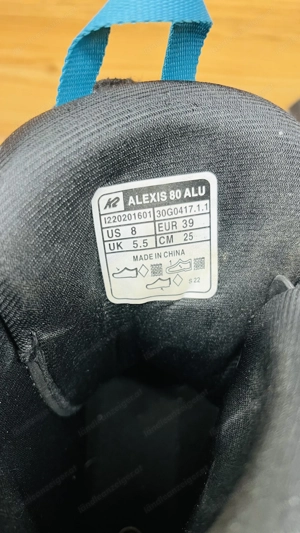 K2 ALEXIS 80 ALU
I220201601 30G0417.1.1
US 8 EUR 39
UK 5.5 CM 25
MADE IN CHINA